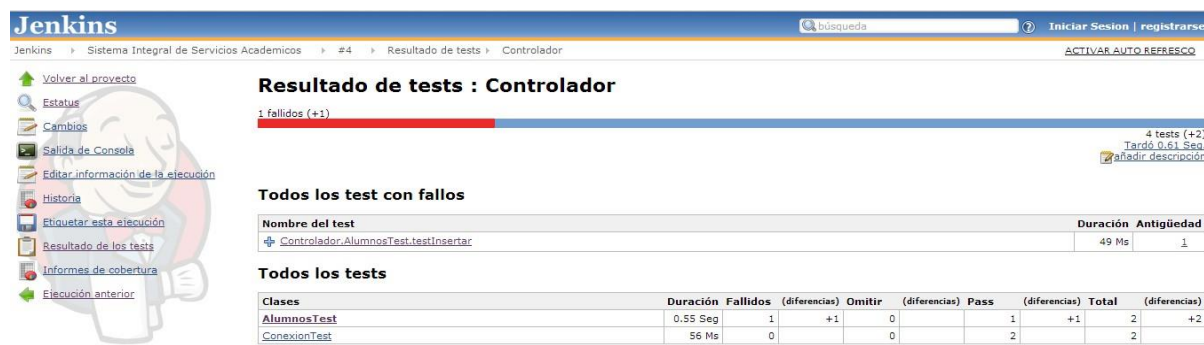 Jenkins
búsqueda
Iniciar Sesion | registrarse
Jenkins Sistema Integral de Servicios Academicos #4 Resultado de tests Controlador
ACTIVAR AUTO REFRESCO
Volver al proyecto
Estatus
Cambios
Salida de Consola
Editar información de la ejecución
Historia
Etiquetar esta ejecución
Resultado de los tests
Informes de cobertura
Ejecución anterior
Resultado de tests : Controlador
1 fallidos (+1)
4 tests (+2)
Tardó 0.61 Seg.
añadir descripción
Todos los test con fallos
Nombre del test Duración Antigüedad
Controlador.AlumnosTest.testInsertar 49 Ms 1
Todos los tests
Clases Duración Fallidos (diferencias) Omitir (diferencias) Pass (diferencias) Total (diferencias)
AlumnosTest 0.55 Seg 1 +1 0 1 +1 2 +2
ConexionTest 56 Ms 0 0 2 2